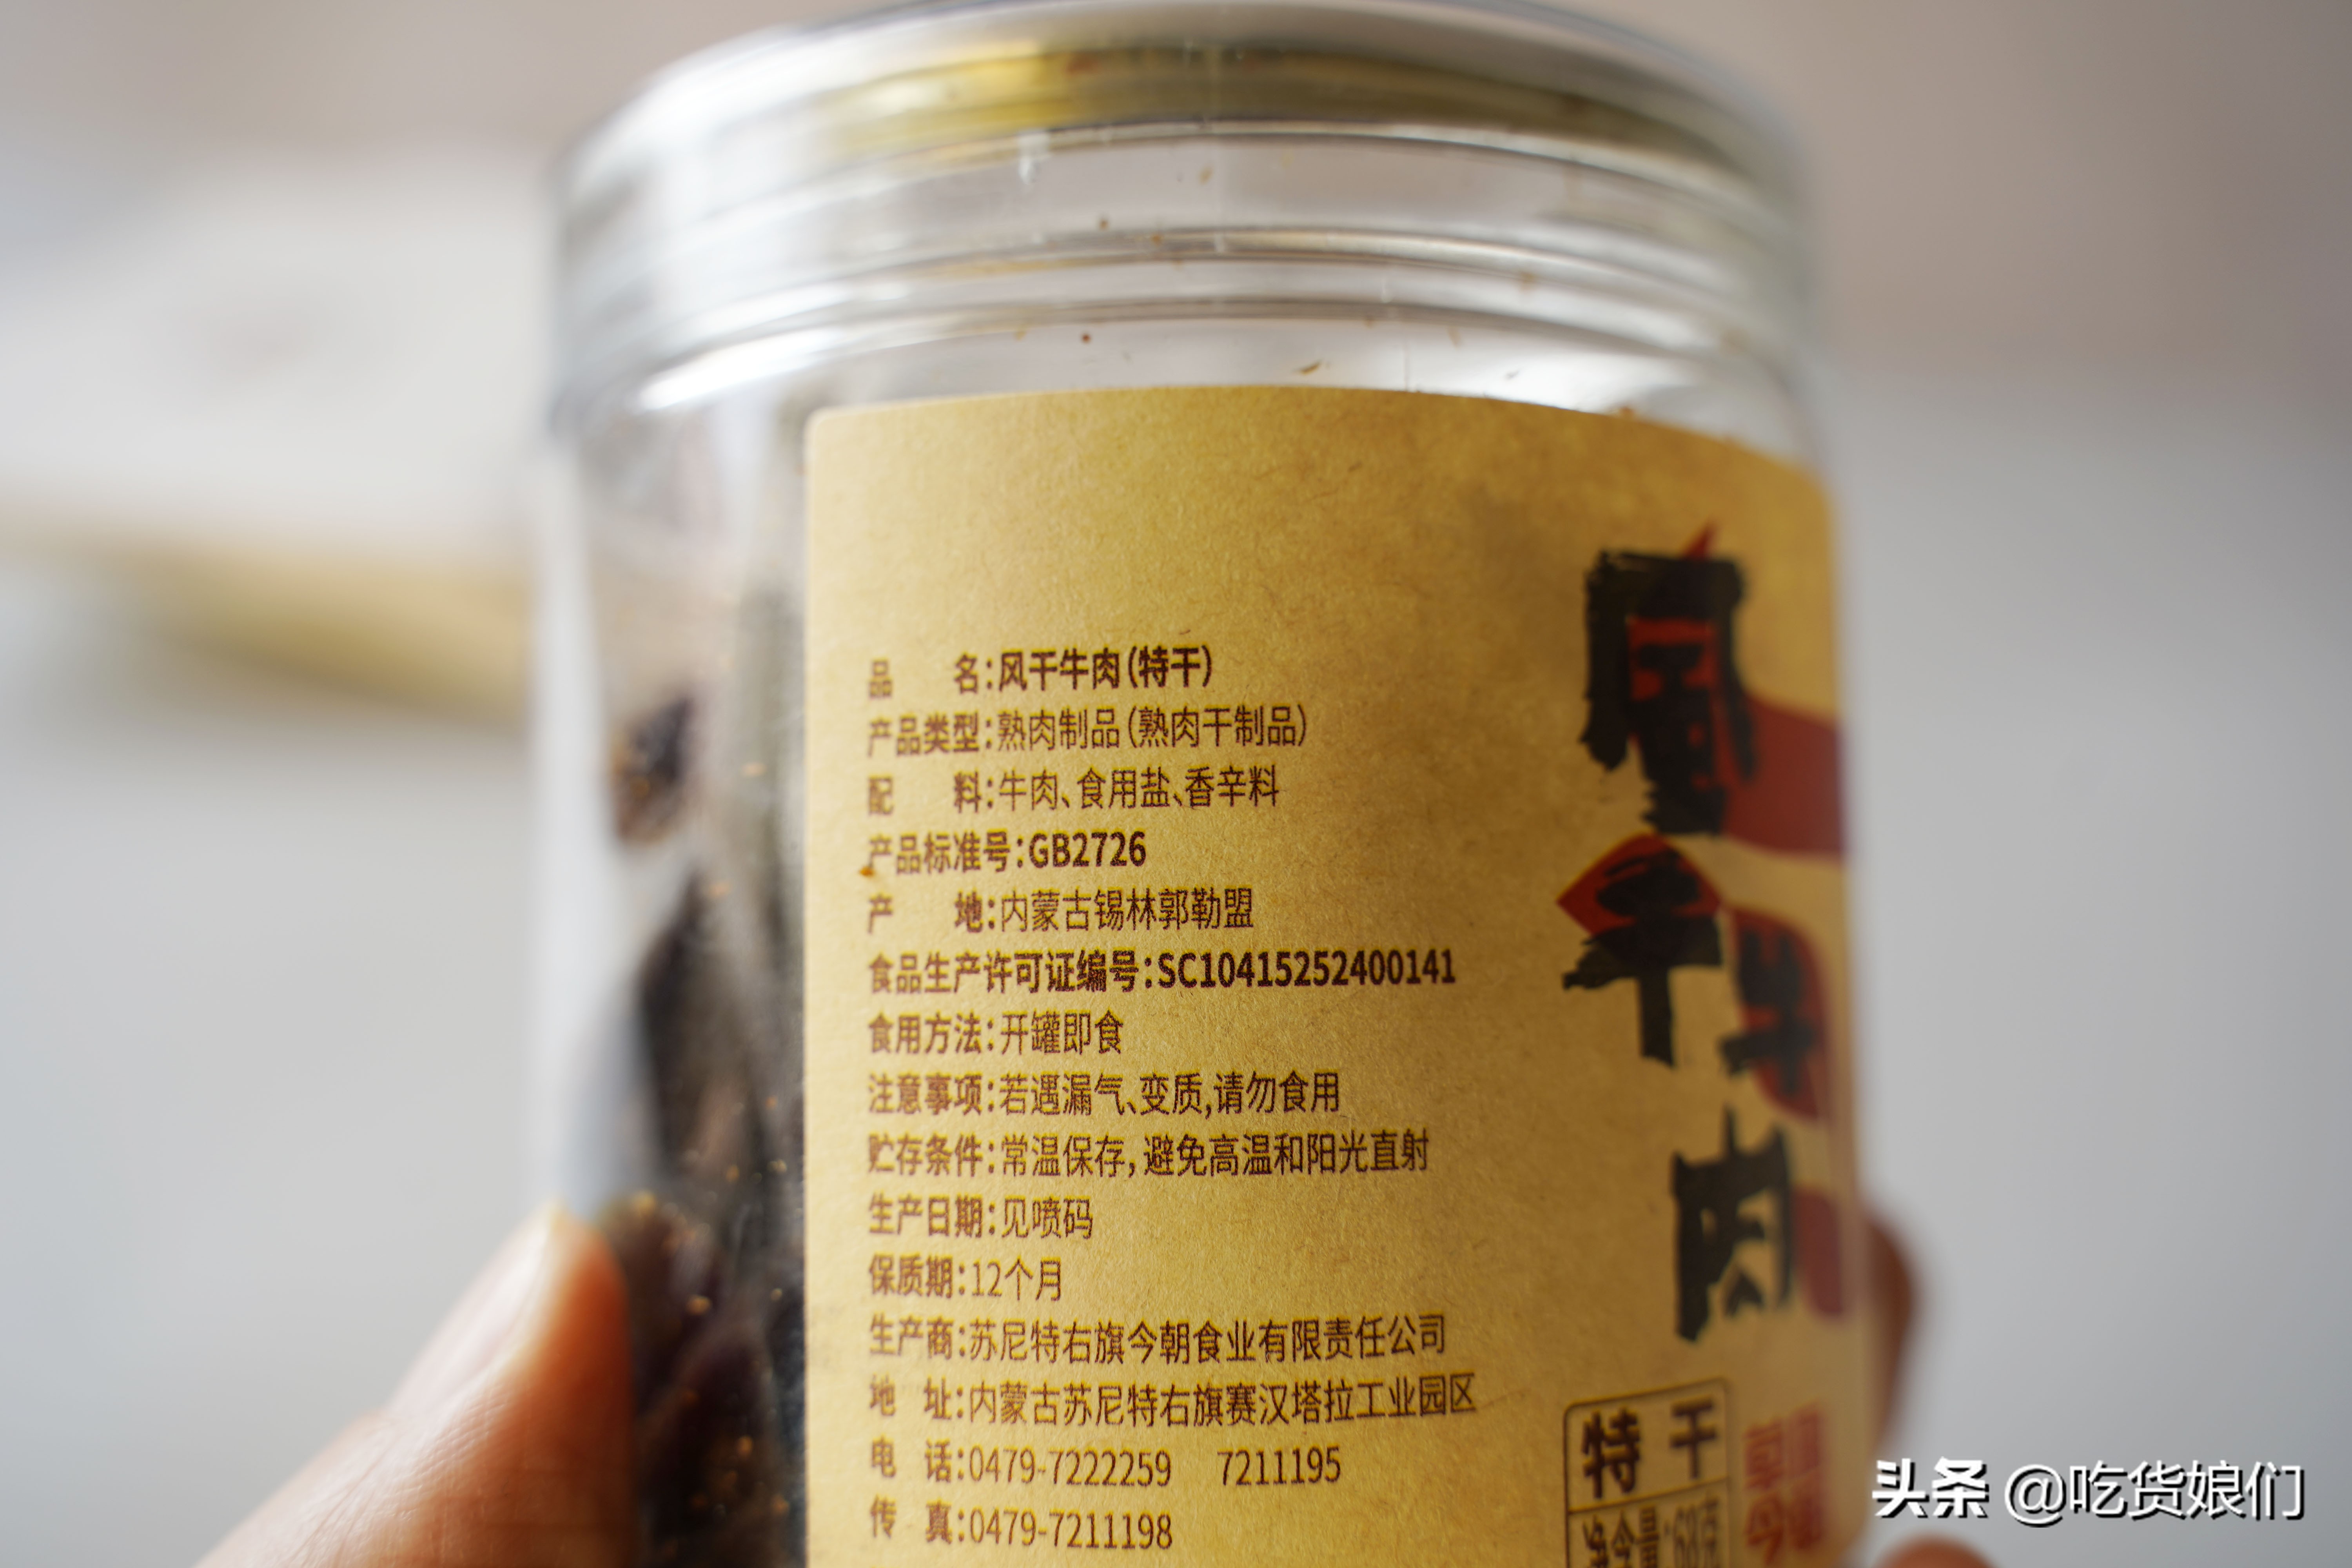 品名：风干牛肉（特干）
产品类型：熟肉制品（熟肉干制品）
配料：牛肉、食用盐、香辛料
产品标准号：GB2726
产地：内蒙古锡林郭勒盟
食品生产许可证编号：SC10415252400141
食用方法：开罐即食
注意事项：若遇漏气、变质，请勿食用
贮存条件：常温保存，避免高温和阳光直射
生产日期：见喷码
保质期：12个月
生产商：苏尼特右旗今朝食业有限责任公司
地址：内蒙古苏尼特右旗赛汉塔拉工业园区
电话：0479-7222259 7211195
传真：0479-7211198
風干牛肉
特干
净含量：68克
头条 @吃货娘们